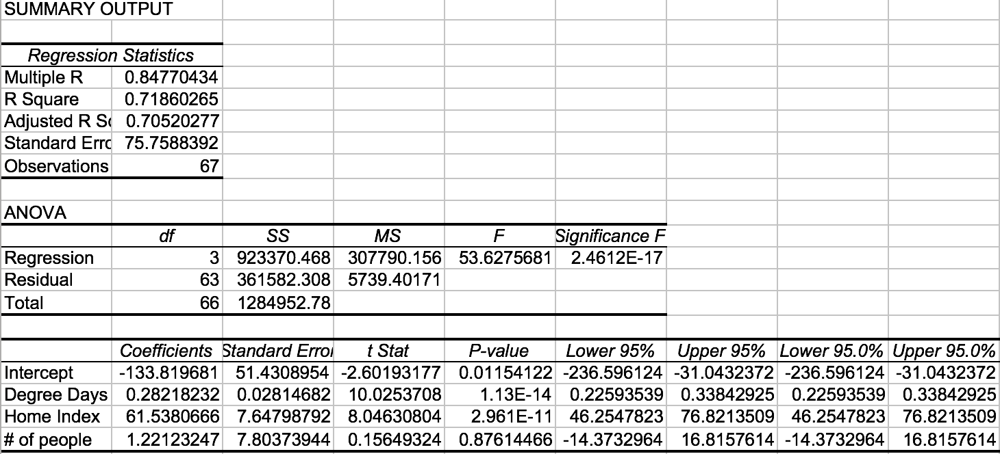 SUMMARY OUTPUT
Regression Statistics
Multiple R 0.84770434
R Square 0.71860265
Adjusted R S 0.70520277
Standard Erro 75.7588392
Observations 67
ANOVA
df SS MS F Significance F
Regression 3 923370.468 307790.156 53.6275681 2.4612E-17
Residual 63 361582.308 5739.40171
Total 66 1284952.78
Coefficients Standard Error t Stat P-value Lower 95% Upper 95% Lower 95.0% Upper 95.0%
Intercept -133.819681 51.4308954 -2.60193177 0.01154122 -236.596124 -31.0432372 -236.596124 -31.0432372
Degree Days 0.28218232 0.02814682 10.0253708 1.13E-14 0.22593539 0.33842925 0.22593539 0.33842925
Home Index 61.5380666 7.64798792 8.04630804 2.961E-11 46.2547823 76.8213509 46.2547823 76.8213509
# of people 1.22123247 7.80373944 0.15649324 0.87614466 -14.3732964 16.8157614 -14.3732964 16.8157614